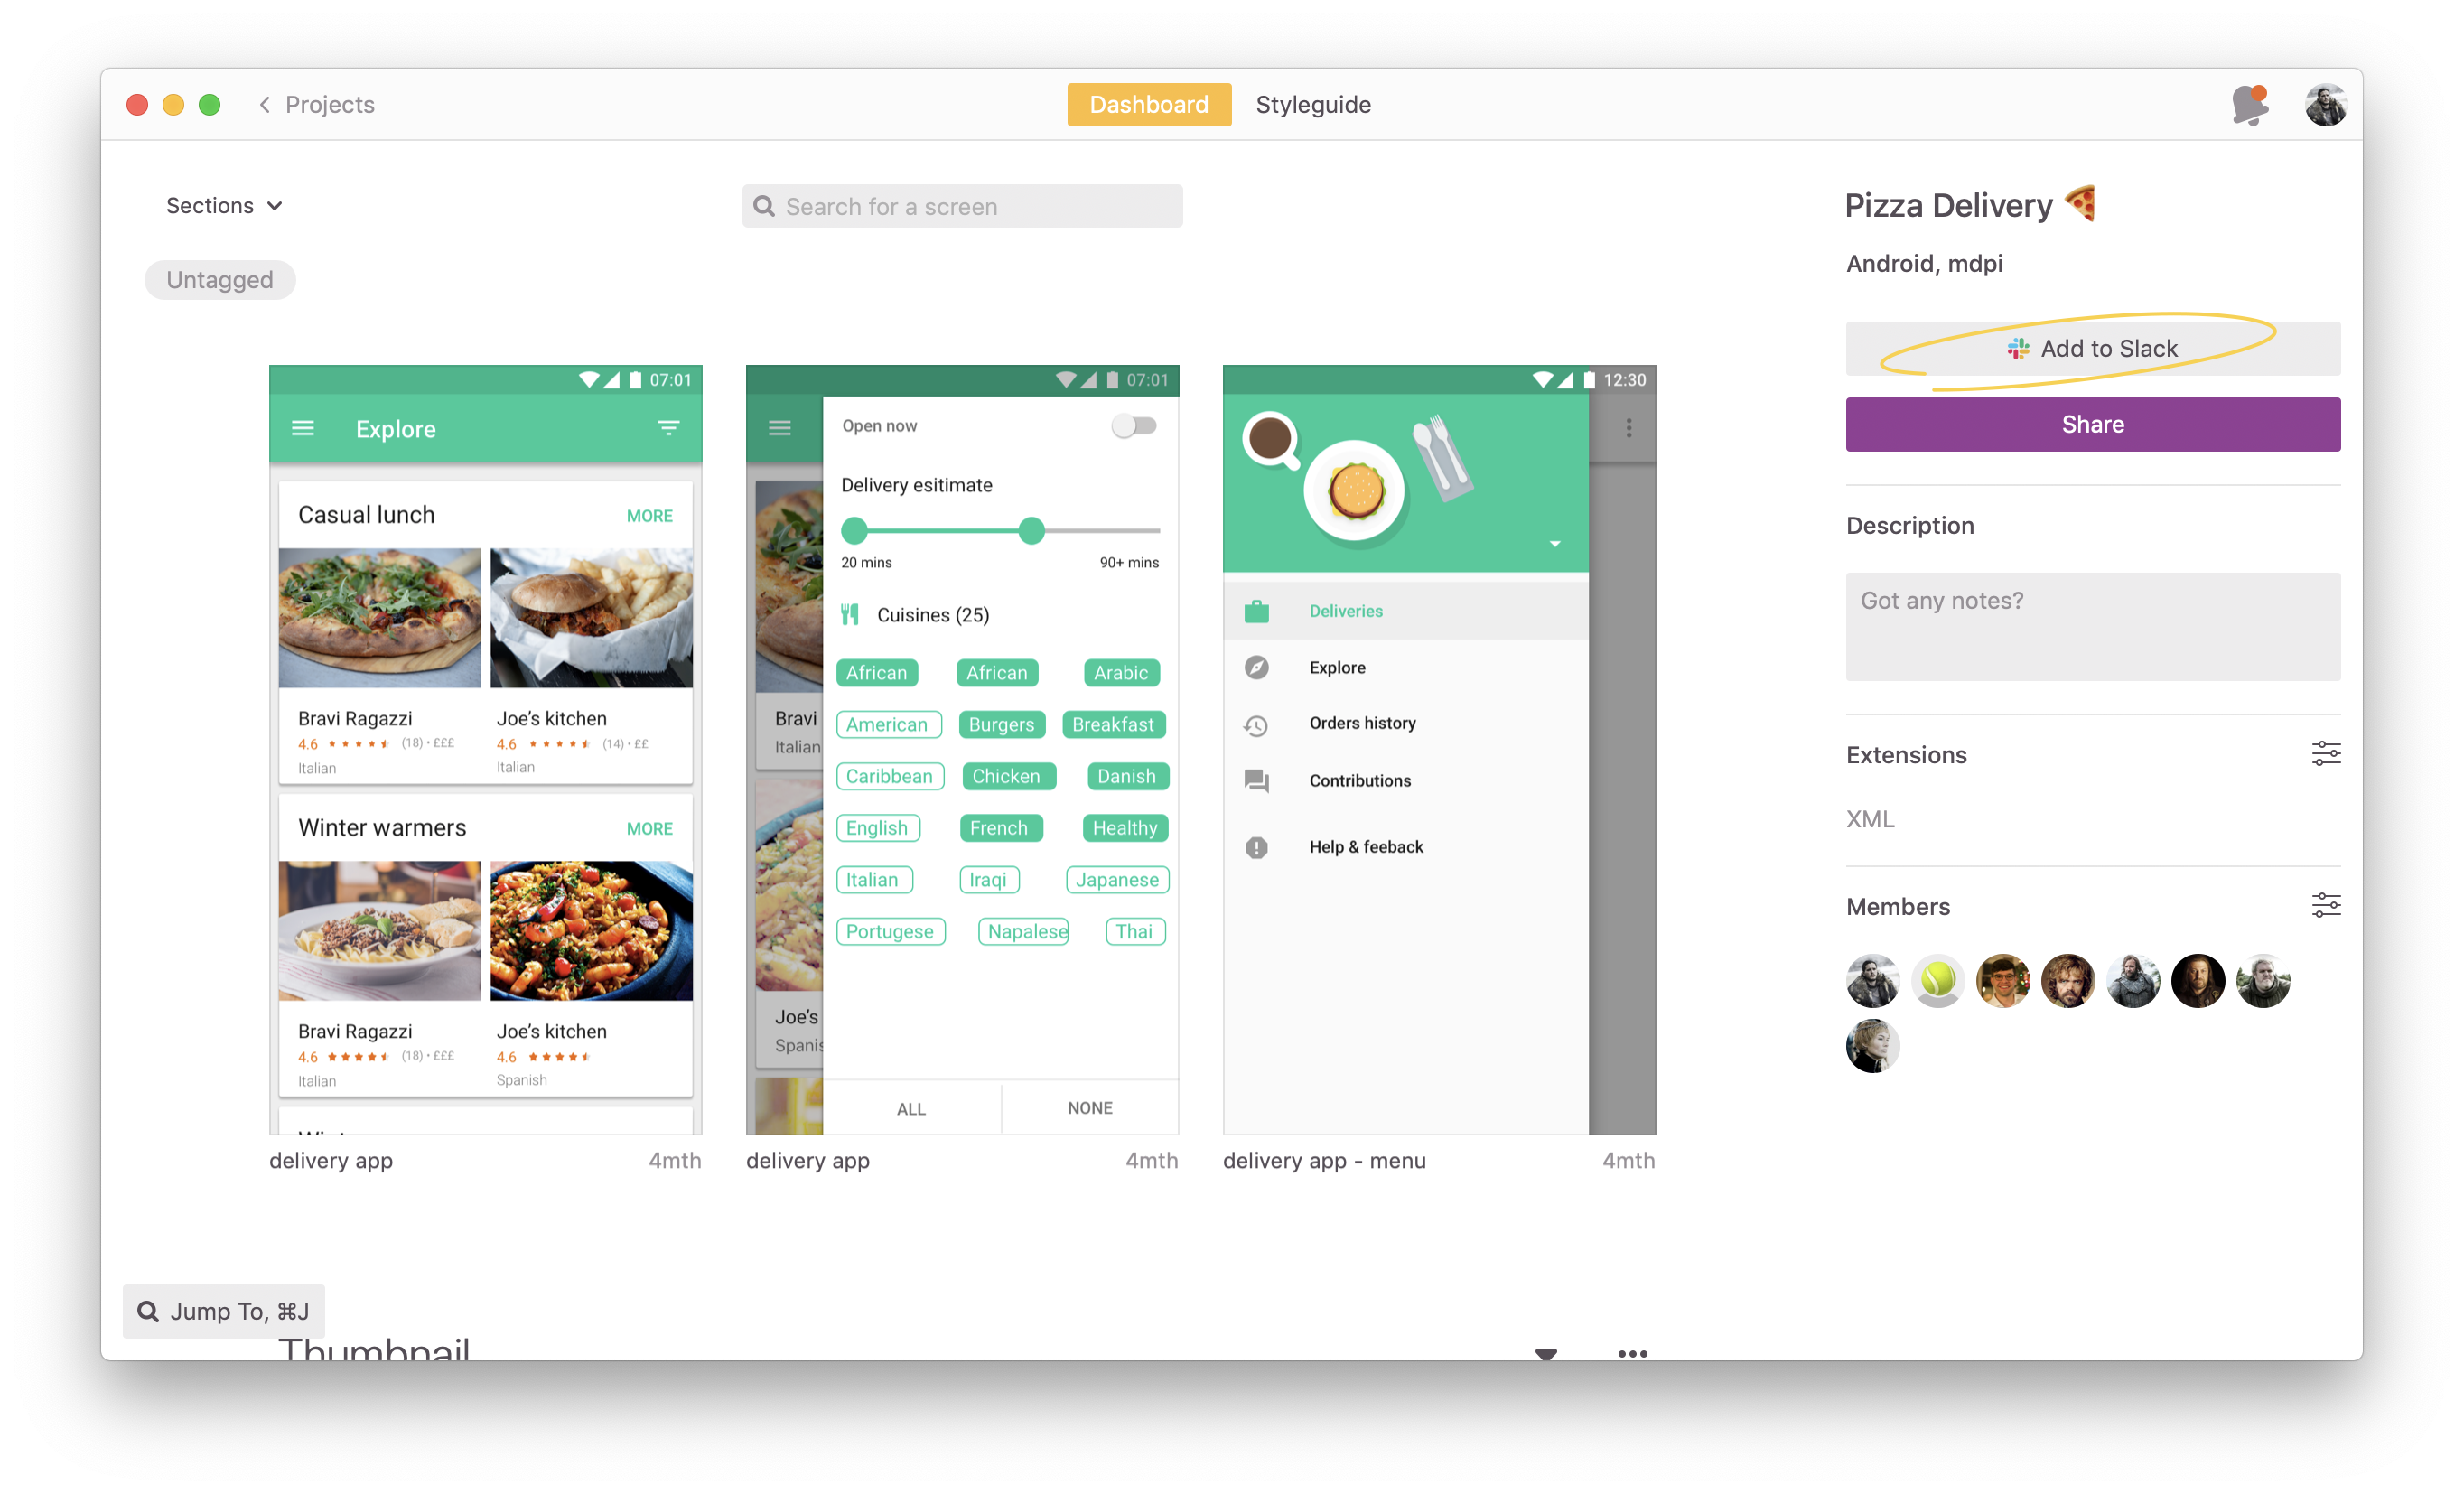 Projects
Dashboard
Styleguide
Sections
Search for a screen
Untagged
07:01
Explore
Casual lunch
MORE
Bravi Ragazzi
4.6 (18) • £££
Italian
Joe’s kitchen
4.6 (14) • ££
Italian
Winter warmers
MORE
Bravi Ragazzi
4.6 (18) • £££
Italian
Joe’s kitchen
4.6
Spanish
delivery app
4mth
07:01
Bravi
Italian
Joe’s
Spanis
Open now
Delivery esitimate
20 mins
90+ mins
Cuisines (25)
African African Arabic
American Burgers Breakfast
Caribbean Chicken Danish
English French Healthy
Italian Iraqi Japanese
Portugese Napalese Thai
ALL
NONE
delivery app
4mth
12:30
Deliveries
Explore
Orders history
Contributions
Help & feeback
delivery app - menu
4mth
Pizza Delivery
Android, mdpi
Add to Slack
Share
Description
Got any notes?
Extensions
XML
Members
Jump To, ⌘J
Thumbnail